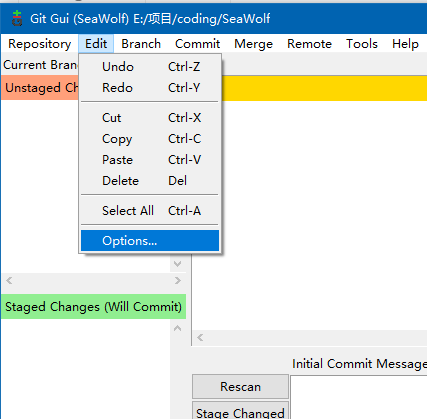 Git Gui (SeaWolf) E:/项目/coding/SeaWolf
Repository Edit Branch Commit Merge Remote Tools Help
Current Bran
Unstaged Ch
Undo Ctrl-Z
Redo Ctrl-Y
Cut Ctrl-X
Copy Ctrl-C
Paste Ctrl-V
Delete Del
Select All Ctrl-A
Options...
Staged Changes (Will Commit)
Initial Commit Message
Rescan
Stage Changed